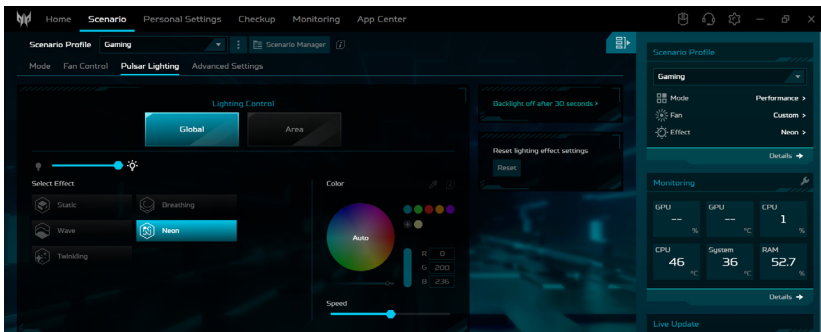 Home Scenario Personal Settings Checkup Monitoring App Center
Scenario Profile Gaming Scenario Manager
Mode Fan Control Pulsar Lighting Advanced Settings
Lighting Control
Global Area
Select Effect
Static Breathing
Wave Neon
Twinkling
Color
Auto
R 0
G 200
B 236
Speed
Backlight off after 30 seconds >
Reset lighting effect settings
Reset
Scenario Profile
Gaming
Mode Performance >
Fan Custom >
Effect Neon >
Details →
Monitoring
GPU GPU CPU
-- -- 1
% °C %
CPU System RAM
46 36 52.7
°C °C %
Details →
Live Update